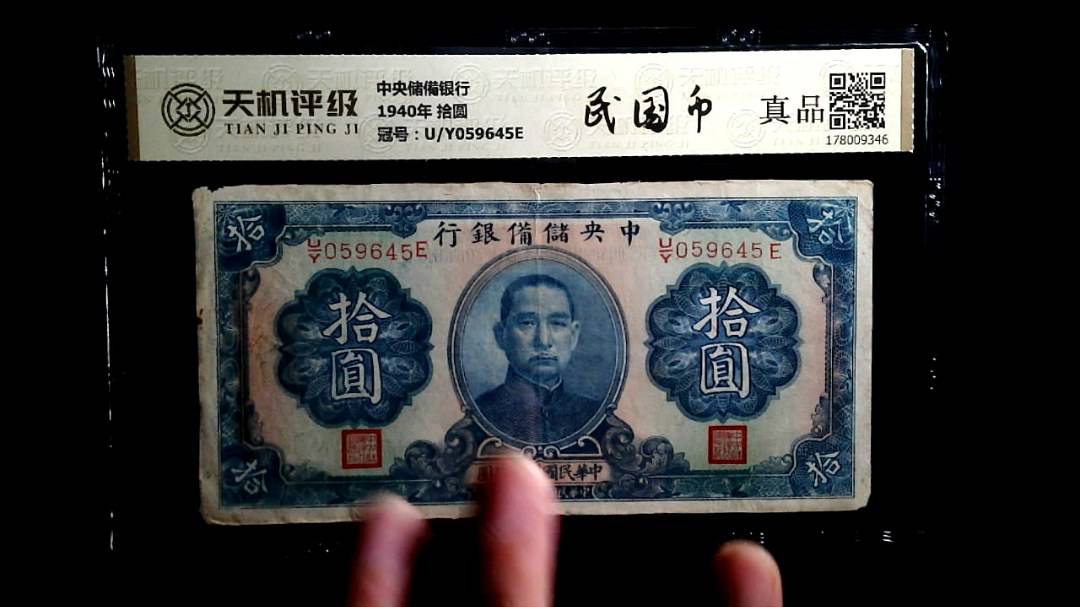 天机评级
TIAN JI PING JI
中央储備银行
1940年 拾圆
冠号：U/Y059645E
民国币
真品
178009346
拾
拾
行銀備儲央中
U/Y059645E
U/Y059645E
拾圓
拾圓
拾
拾
中華民國